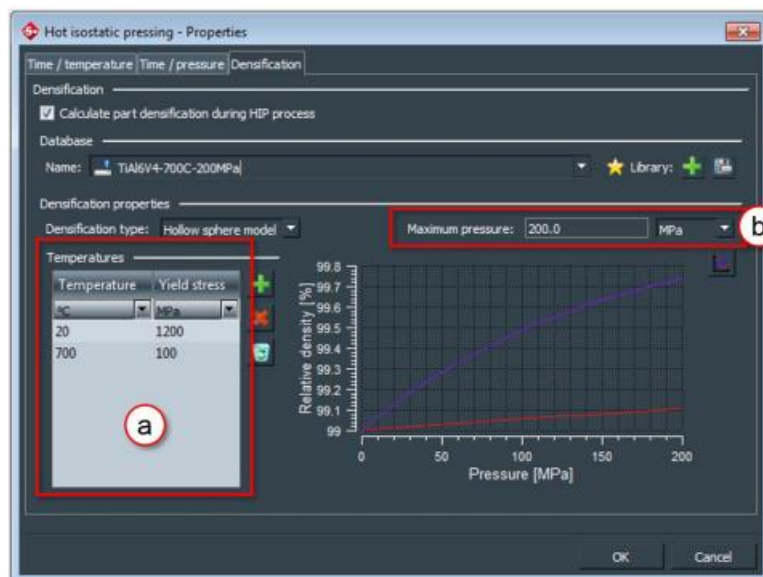 Hot isostatic pressing - Properties
Time / temperature Time / pressure Densification
Densification
Calculate part densification during HIP process
Database
Name: TiAl6V4-700C-200MPa Library:
Densification properties
Densification type: Hollow sphere model Maximum pressure: 200.0 MPa b
Temperatures
Temperature Yield stress
°C MPa
20 1200
700 100
a
Relative density [%]
99.8
99.7
99.6
99.5
99.4
99.3
99.2
99.1
99
0 50 100 150 200
Pressure [MPa]
OK Cancel